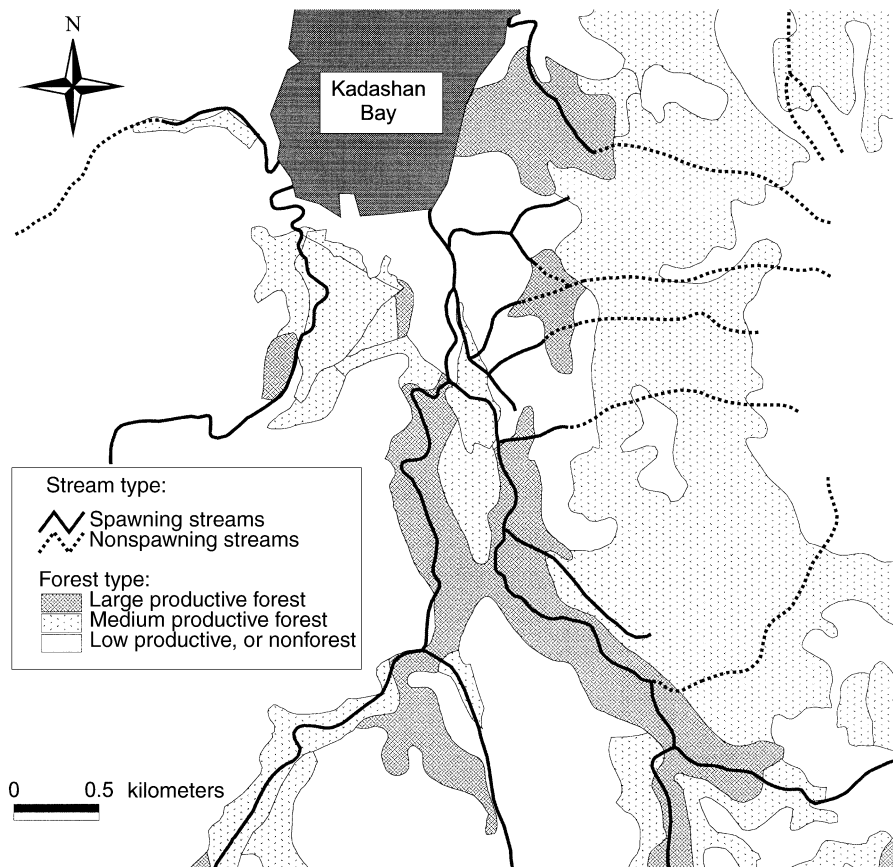 N
Kadashan
Bay
Stream type:
Spawning streams
Nonspawning streams
Forest type:
Large productive forest
Medium productive forest
Low productive, or nonforest
0 0.5 kilometers